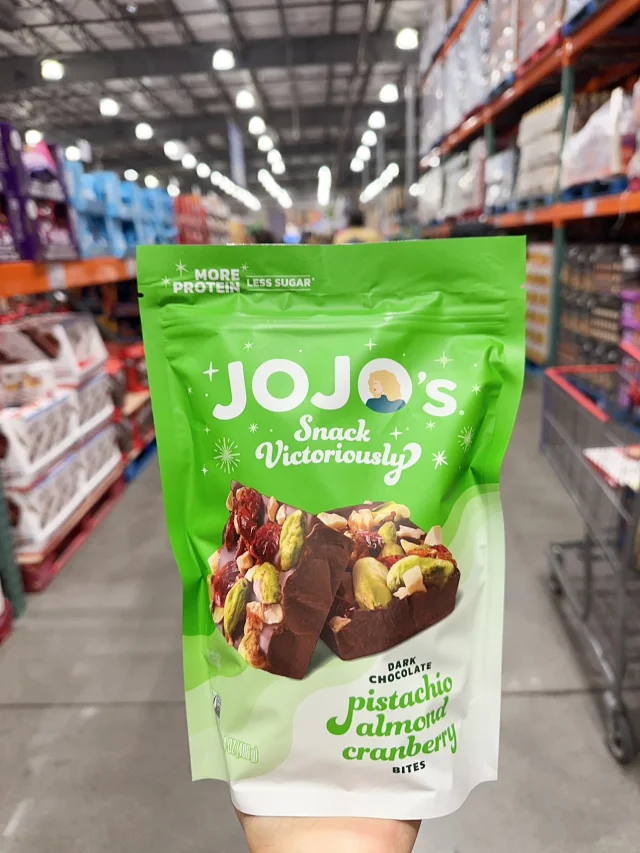 MORE
PROTEIN LESS SUGAR*
JOJO's.
Snack
Victoriously
DARK
CHOCOLATE
pistachio
almond
cranberry
BITES